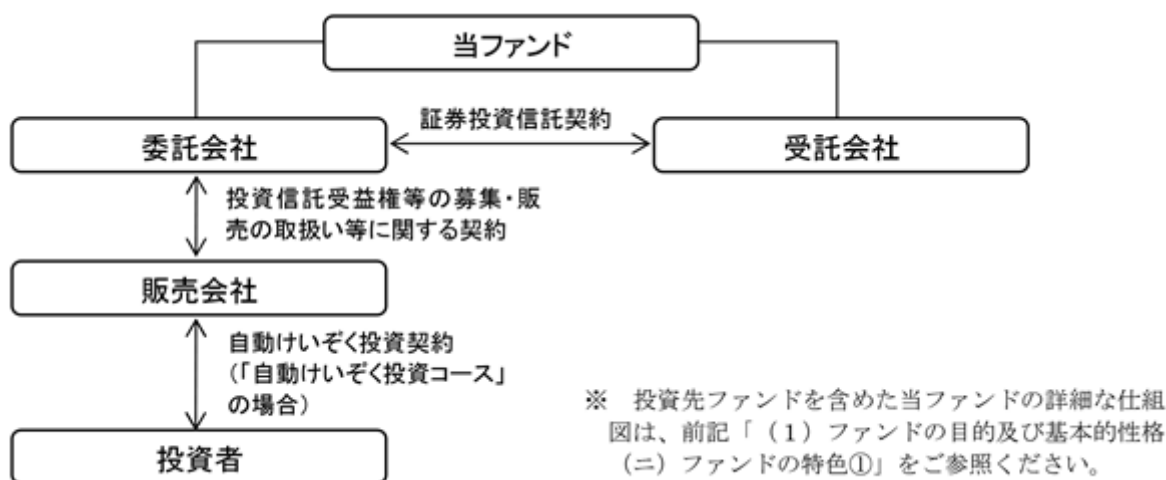 当ファンド
証券投資信託契約
委託会社
受託会社
投資信託受益権等の募集・販
売の取扱い等に関する契約
販売会社
自動けいぞく投資契約
(「自動けいぞく投資コース」
の場合)
投資者
※　投資先ファンドを含めた当ファンドの詳細な仕組
図は、前記「（１）ファンドの目的及び基本的性格
（ニ）ファンドの特色①」をご参照ください。